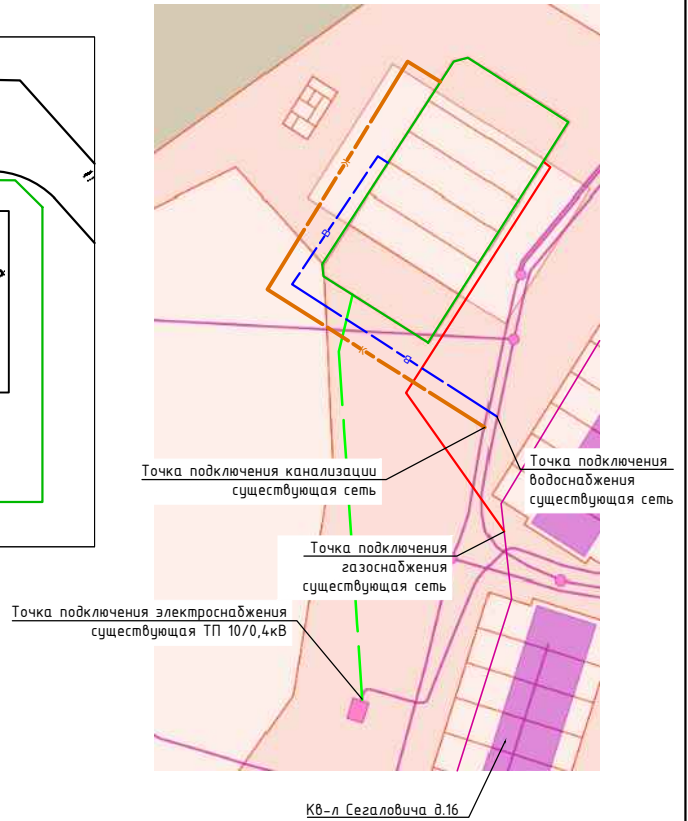 Точка подключения канализации
существующая сеть
Точка подключения
водоснабжения
существующая сеть
Точка подключения
газоснабжения
существующая сеть
Точка подключения электроснабжения
существующая ТП 10/0,4кВ
Кв-л Сегаловича д.16